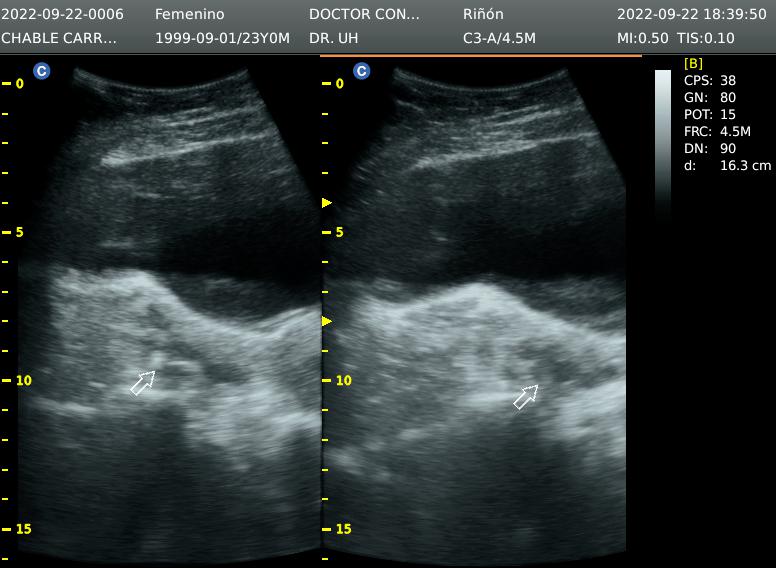 2022-09-22-0006 Femenino DOCTOR CON... Riñón 2022-09-22 18:39:50
CHABLE CARR... 1999-09-01/23Y0M DR. UH C3-A/4.5M MI:0.50 TIS:0.10
C C [B]
0 0 CPS: 38
GN: 80
POT: 15
FRC: 4.5M
DN: 90
d: 16.3 cm
5 5
10 10
15 15